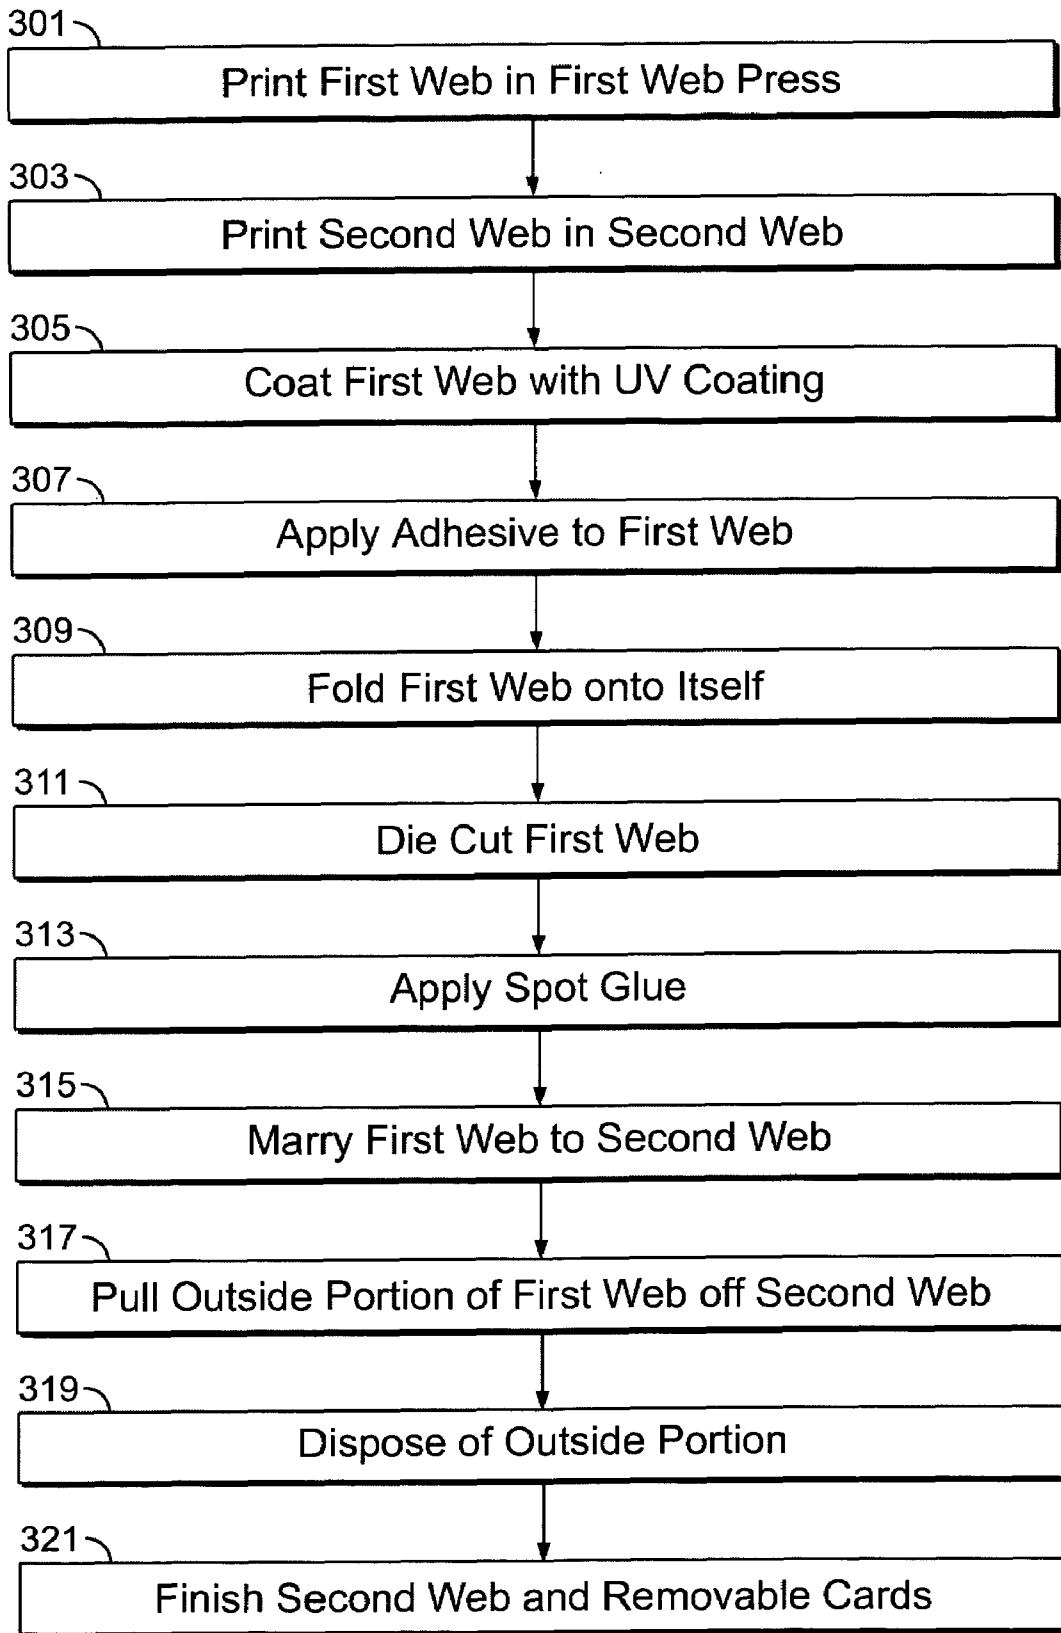 301
Print First Web in First Web Press
303
Print Second Web in Second Web
305
Coat First Web with UV Coating
307
Apply Adhesive to First Web
309
Fold First Web onto Itself
311
Die Cut First Web
313
Apply Spot Glue
315
Marry First Web to Second Web
317
Pull Outside Portion of First Web off Second Web
319
Dispose of Outside Portion
321
Finish Second Web and Removable Cards